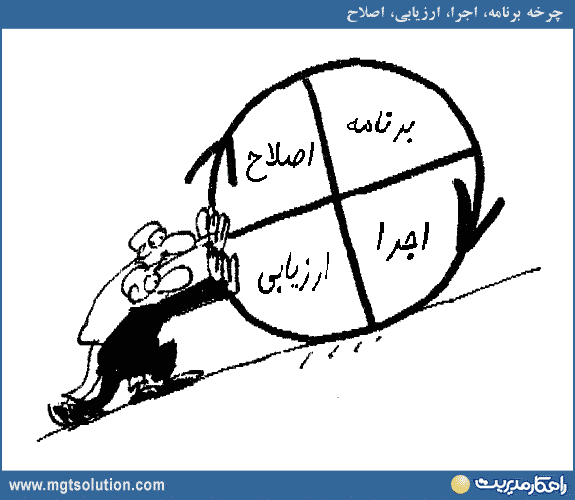 چرخه برنامه، اجرا، ارزیابی، اصلاح
برنامه
اصلاح
اجرا
ارزیابی
www.mgtsolution.com
راهکار مدیریت